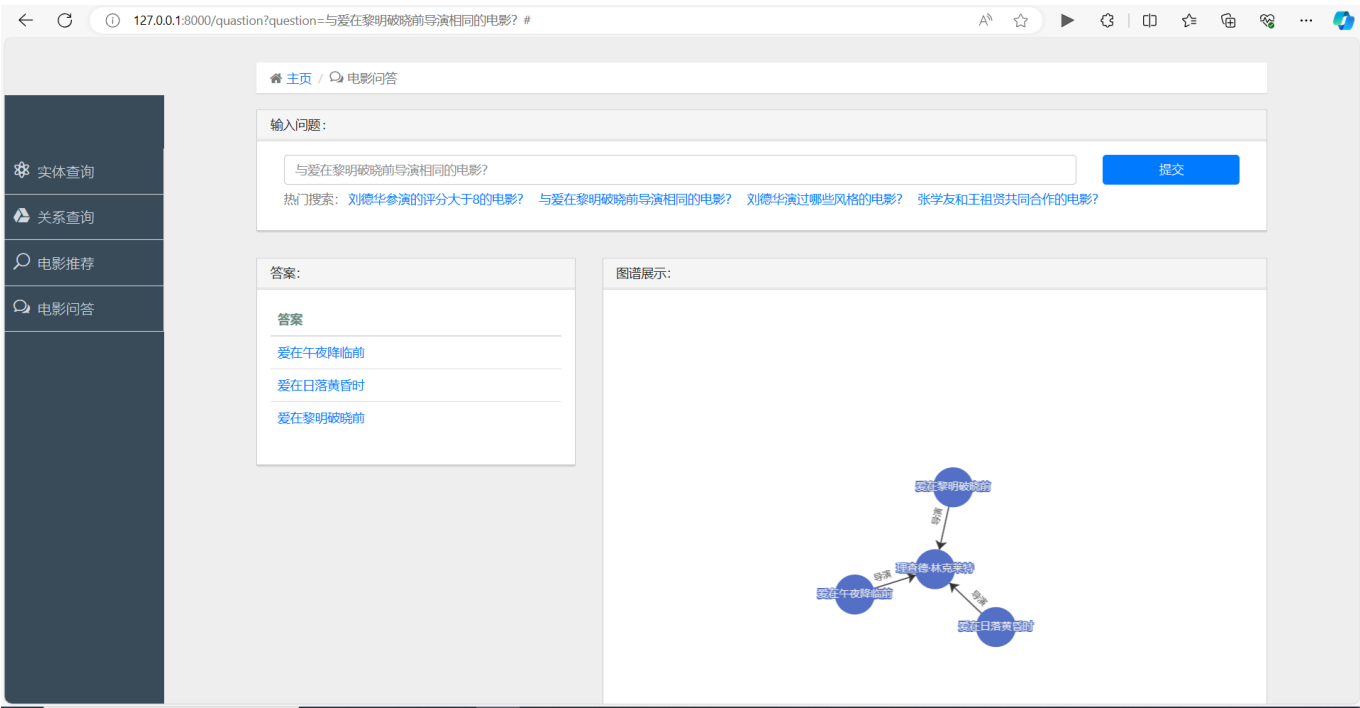 127.0.0.1:8000/quastion?question=与爱在黎明破晓前导演相同的电影? #
主页 / 电影问答
输入问题:
与爱在黎明破晓前导演相同的电影?
提交
热门搜索: 刘德华参演的评分大于8的电影? 与爱在黎明破晓前导演相同的电影? 刘德华演过哪些风格的电影? 张学友和王祖贤共同合作的电影?
实体查询
关系查询
电影推荐
电影问答
答案:
答案
爱在午夜降临前
爱在日落黄昏时
爱在黎明破晓前
图谱展示:
爱在黎明破晓前
导演
理查德·林克莱特
导演
爱在午夜降临前
导演
爱在日落黄昏时